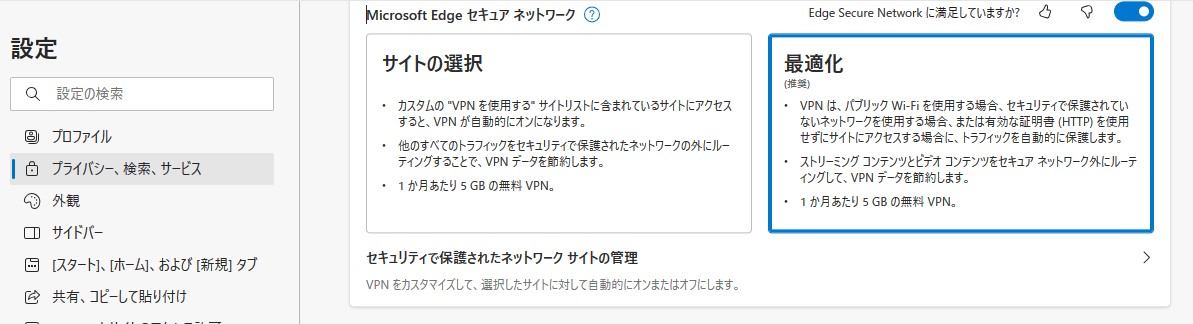 設定
設定の検索
プロファイル
プライバシー、検索、サービス
外観
サイドバー
[スタート]、[ホーム]、および [新規] タブ
共有、コピーして貼り付け
Microsoft Edge セキュア ネットワーク
Edge Secure Network に満足していますか?
サイトの選択
• カスタムの "VPN を使用する" サイトリストに含まれているサイトにアクセス
すると、VPN が自動的にオンになります。
• 他のすべてのトラフィックをセキュリティで保護されたネットワークの外にルー
ティングすることで、VPN データを節約します。
• 1 か月あたり 5 GB の無料 VPN。
最適化
(推奨)
• VPN は、パブリック Wi-Fi を使用する場合、セキュリティで保護されてい
ないネットワークを使用する場合、または有効な証明書 (HTTP) を使用
せずにサイトにアクセスする場合に、トラフィックを自動的に保護します。
• ストリーミング コンテンツとビデオ コンテンツをセキュア ネットワーク外にルーテ
ィングして、VPN データを節約します。
• 1 か月あたり 5 GB の無料 VPN。
セキュリティで保護されたネットワーク サイトの管理
VPN をカスタマイズして、選択したサイトに対して自動的にオンまたはオフにします。